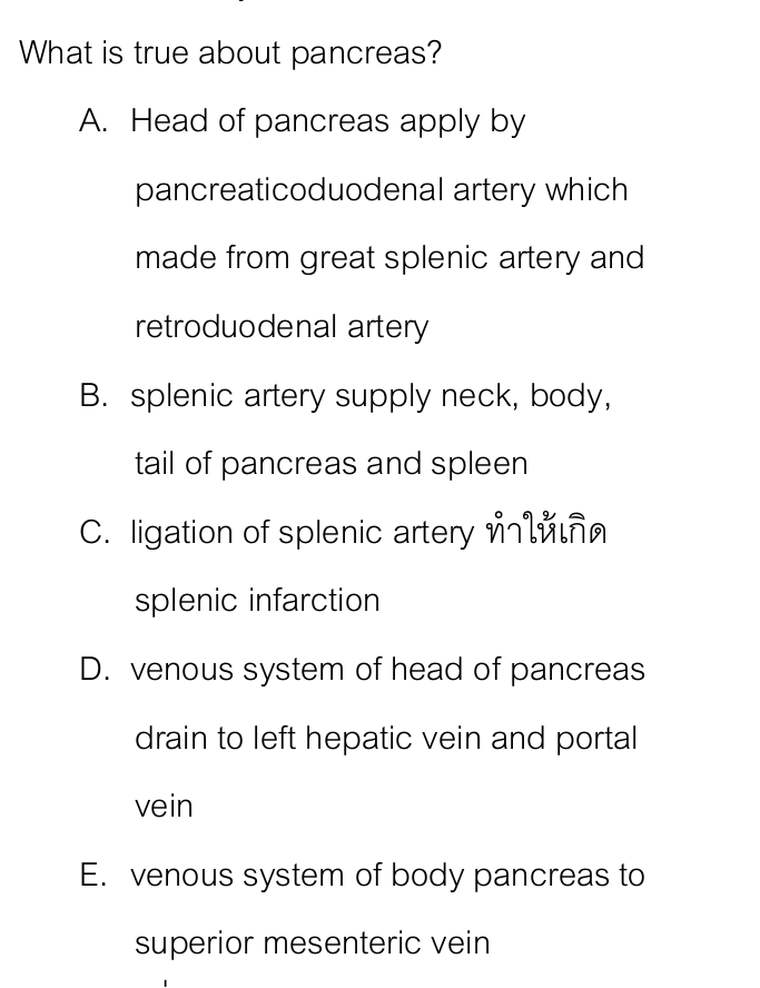 What is true about pancreas?
A. Head of pancreas apply by
pancreaticoduodenal artery which
made from great splenic artery and
retroduodenal artery
B. splenic artery supply neck, body,
tail of pancreas and spleen
C. ligation of splenic artery ทำให้เกิด
splenic infarction
D. venous system of head of pancreas
drain to left hepatic vein and portal
vein
E. venous system of body pancreas to
superior mesenteric vein